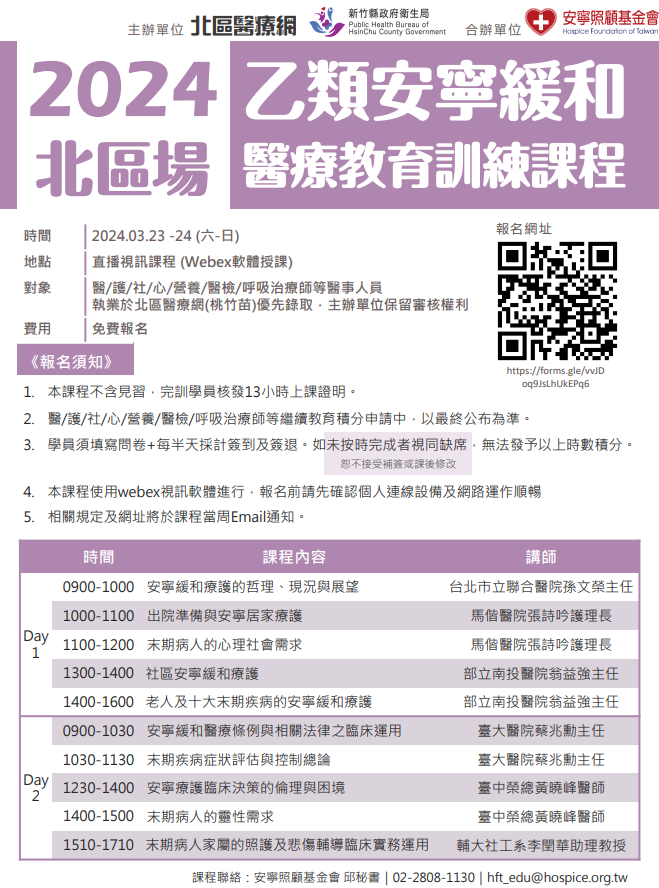 主辦單位 北區醫療網 新竹縣政府衛生局 Public Health Bureau of HsinChu County Government 合辦單位 安寧照顧基金會 Hospice Foundation of Taiwan
2024 乙類安寧緩和
北區場 醫療教育訓練課程
時間 2024.03.23 -24 (六-日)
地點 直播視訊課程 (Webex軟體授課)
對象 醫/護/社/心/營養/醫檢/呼吸治療師等醫事人員
執業於北區醫療網(桃竹苗)優先錄取，主辦單位保留審核權利
費用 免費報名
報名網址
https://forms.gle/vvJD
oq9JsLhUkEPq6
《報名須知》
1. 本課程不含見習，完訓學員核發13小時上課證明。
2. 醫/護/社/心/營養/醫檢/呼吸治療師等繼續教育積分申請中，以最終公布為準。
3. 學員須填寫問卷+每半天採計簽到及簽退。如未按時完成者視同缺席，無法發予以上時數積分。
恕不接受補簽或課後修改
4. 本課程使用webex視訊軟體進行，報名前請先確認個人連線設備及網路運作順暢
5. 相關規定及網址將於課程當周Email通知。
時間 課程內容 講師
Day 1
0900-1000 安寧緩和療護的哲理、現況與展望 台北市立聯合醫院孫文榮主任
1000-1100 出院準備與安寧居家療護 馬偕醫院張詩吟護理長
1100-1200 末期病人的心理社會需求 馬偕醫院張詩吟護理長
1300-1400 社區安寧緩和療護 部立南投醫院翁益強主任
1400-1600 老人及十大末期疾病的安寧緩和療護 部立南投醫院翁益強主任
Day 2
0900-1030 安寧緩和醫療條例與相關法律之臨床運用 臺大醫院蔡兆勳主任
1030-1130 末期疾病症狀評估與控制總論 臺大醫院蔡兆勳主任
1230-1400 安寧療護臨床決策的倫理與困境 臺中榮總黃曉峰醫師
1400-1500 末期病人的靈性需求 臺中榮總黃曉峰醫師
1510-1710 末期病人家屬的照護及悲傷輔導臨床實務運用 輔大社工系李閏華助理教授
課程聯絡：安寧照顧基金會 邱秘書 | 02-2808-1130 | hft_edu@hospice.org.tw